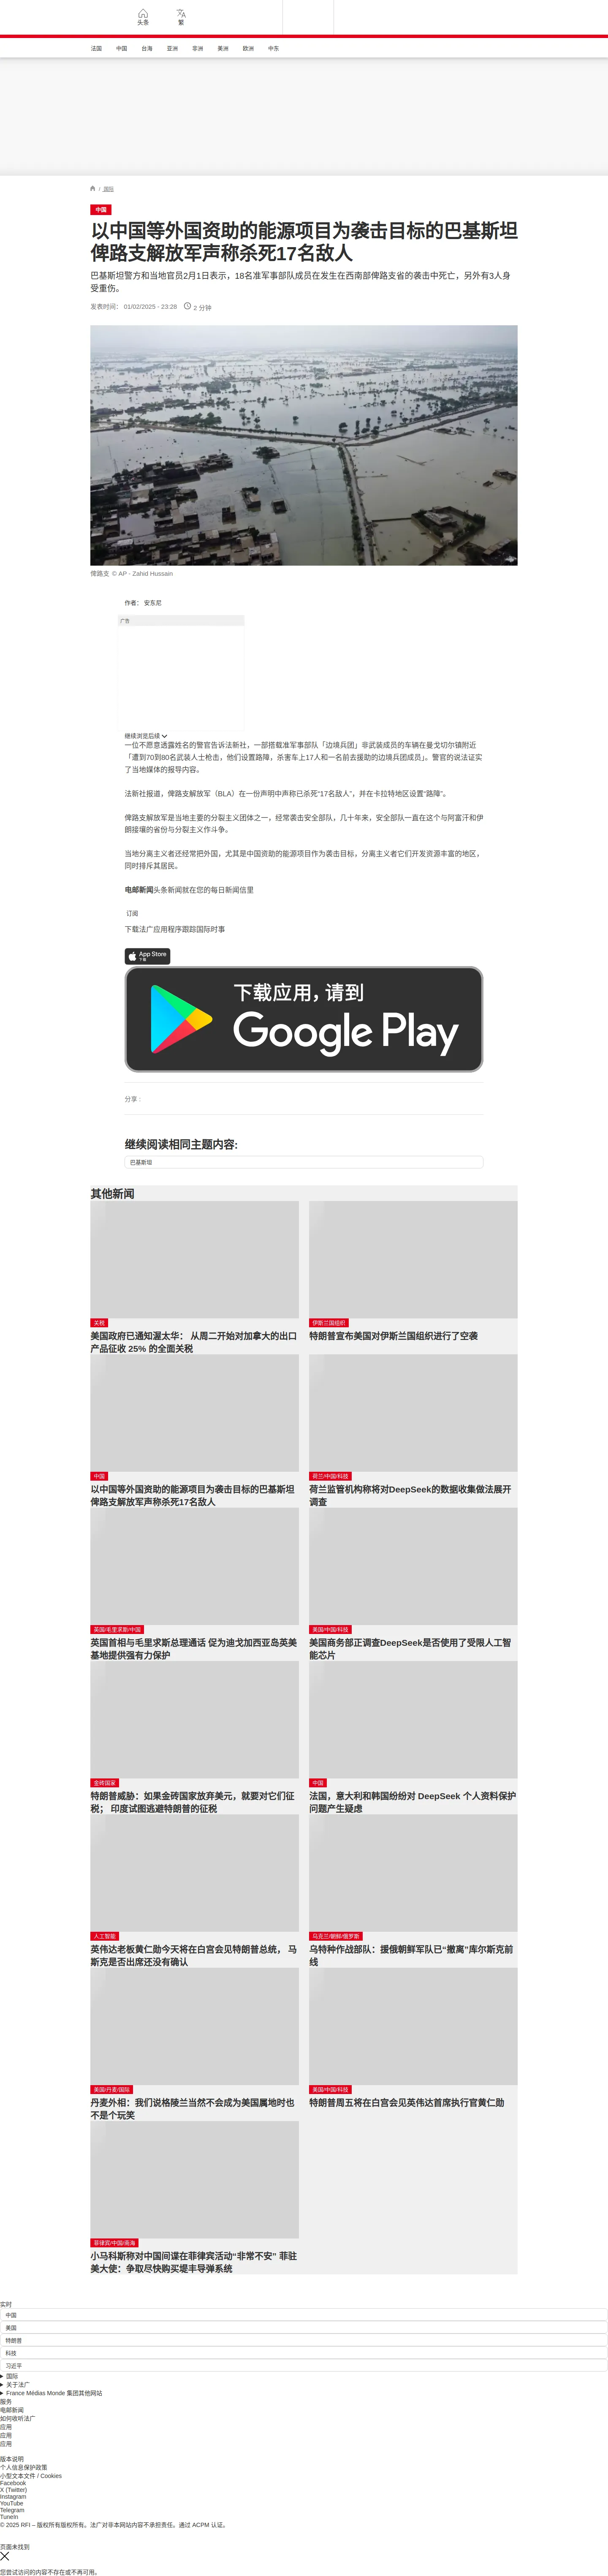 头条
繁
法国
中国
台海
亚洲
非洲
美洲
欧洲
中东
/ 国际
中国
以中国等外国资助的能源项目为袭击目标的巴基斯坦
俾路支解放军声称杀死17名敌人
巴基斯坦警方和当地官员2月1日表示，18名准军事部队成员在发生在西南部俾路支省的袭击中死亡，另外有3人身
受重伤。
发表时间： 01/02/2025 - 23:28 2 分钟
俾路支 © AP - Zahid Hussain
作者： 安东尼
广告
继续浏览后续
一位不愿意透露姓名的警官告诉法新社，一部搭载准军事部队「边境兵团」非武装成员的车辆在曼戈切尔镇附近
「遭到70到80名武装人士枪击，他们设置路障，杀害车上17人和一名前去援助的边境兵团成员」。警官的说法证实
了当地媒体的报导内容。
法新社报道，俾路支解放军（BLA）在一份声明中声称已杀死“17名敌人”，并在卡拉特地区设置“路障”。
俾路支解放军是当地主要的分裂主义团体之一，经常袭击安全部队，几十年来，安全部队一直在这个与阿富汗和伊
朗接壤的省份与分裂主义作斗争。
当地分离主义者还经常把外国，尤其是中国资助的能源项目作为袭击目标，分离主义者它们开发资源丰富的地区，
同时排斥其居民。
电邮新闻头条新闻就在您的每日新闻信里
订阅
下载法广应用程序跟踪国际时事
App Store
下载
下载应用，请到
Google Play
分享 :
继续阅读相同主题内容:
巴基斯坦
其他新闻
关税
美国政府已通知渥太华： 从周二开始对加拿大的出口
产品征收 25% 的全面关税
伊斯兰国组织
特朗普宣布美国对伊斯兰国组织进行了空袭
中国
以中国等外国资助的能源项目为袭击目标的巴基斯坦
俾路支解放军声称杀死17名敌人
荷兰/中国/科技
荷兰监管机构称将对DeepSeek的数据收集做法展开
调查
英国/毛里求斯/中国
英国首相与毛里求斯总理通话 促为迪戈加西亚岛英美
基地提供强有力保护
美国/中国/科技
美国商务部正调查DeepSeek是否使用了受限人工智
能芯片
金砖国家
特朗普威胁：如果金砖国家放弃美元，就要对它们征
税； 印度试图逃避特朗普的征税
中国
法国，意大利和韩国纷纷对 DeepSeek 个人资料保护
问题产生疑虑
人工智能
英伟达老板黄仁勋今天将在白宫会见特朗普总统， 马
斯克是否出席还没有确认
乌克兰/朝鲜/俄罗斯
乌特种作战部队：援俄朝鲜军队已“撤离”库尔斯克前
线
美国/丹麦/国际
丹麦外相：我们说格陵兰当然不会成为美国属地时也
不是个玩笑
美国/中国/科技
特朗普周五将在白宫会见英伟达首席执行官黄仁勋
菲律宾/中国/南海
小马科斯称对中国间谍在菲律宾活动“非常不安” 菲驻
美大使：争取尽快购买堤丰导弹系统
实时
中国
美国
特朗普
科技
习近平
国际
关于法广
France Médias Monde 集团其他网站
服务
电邮新闻
如何收听法广
应用
应用
应用
版本说明
个人信息保护政策
小型文本文件 / Cookies
Facebook
X (Twitter)
Instagram
YouTube
Telegram
TuneIn
© 2025 RFI – 版权所有版权所有。法广对非本网站内容不承担责任。通过 ACPM 认证。
页面未找到
您尝试访问的内容不存在或不再可用。